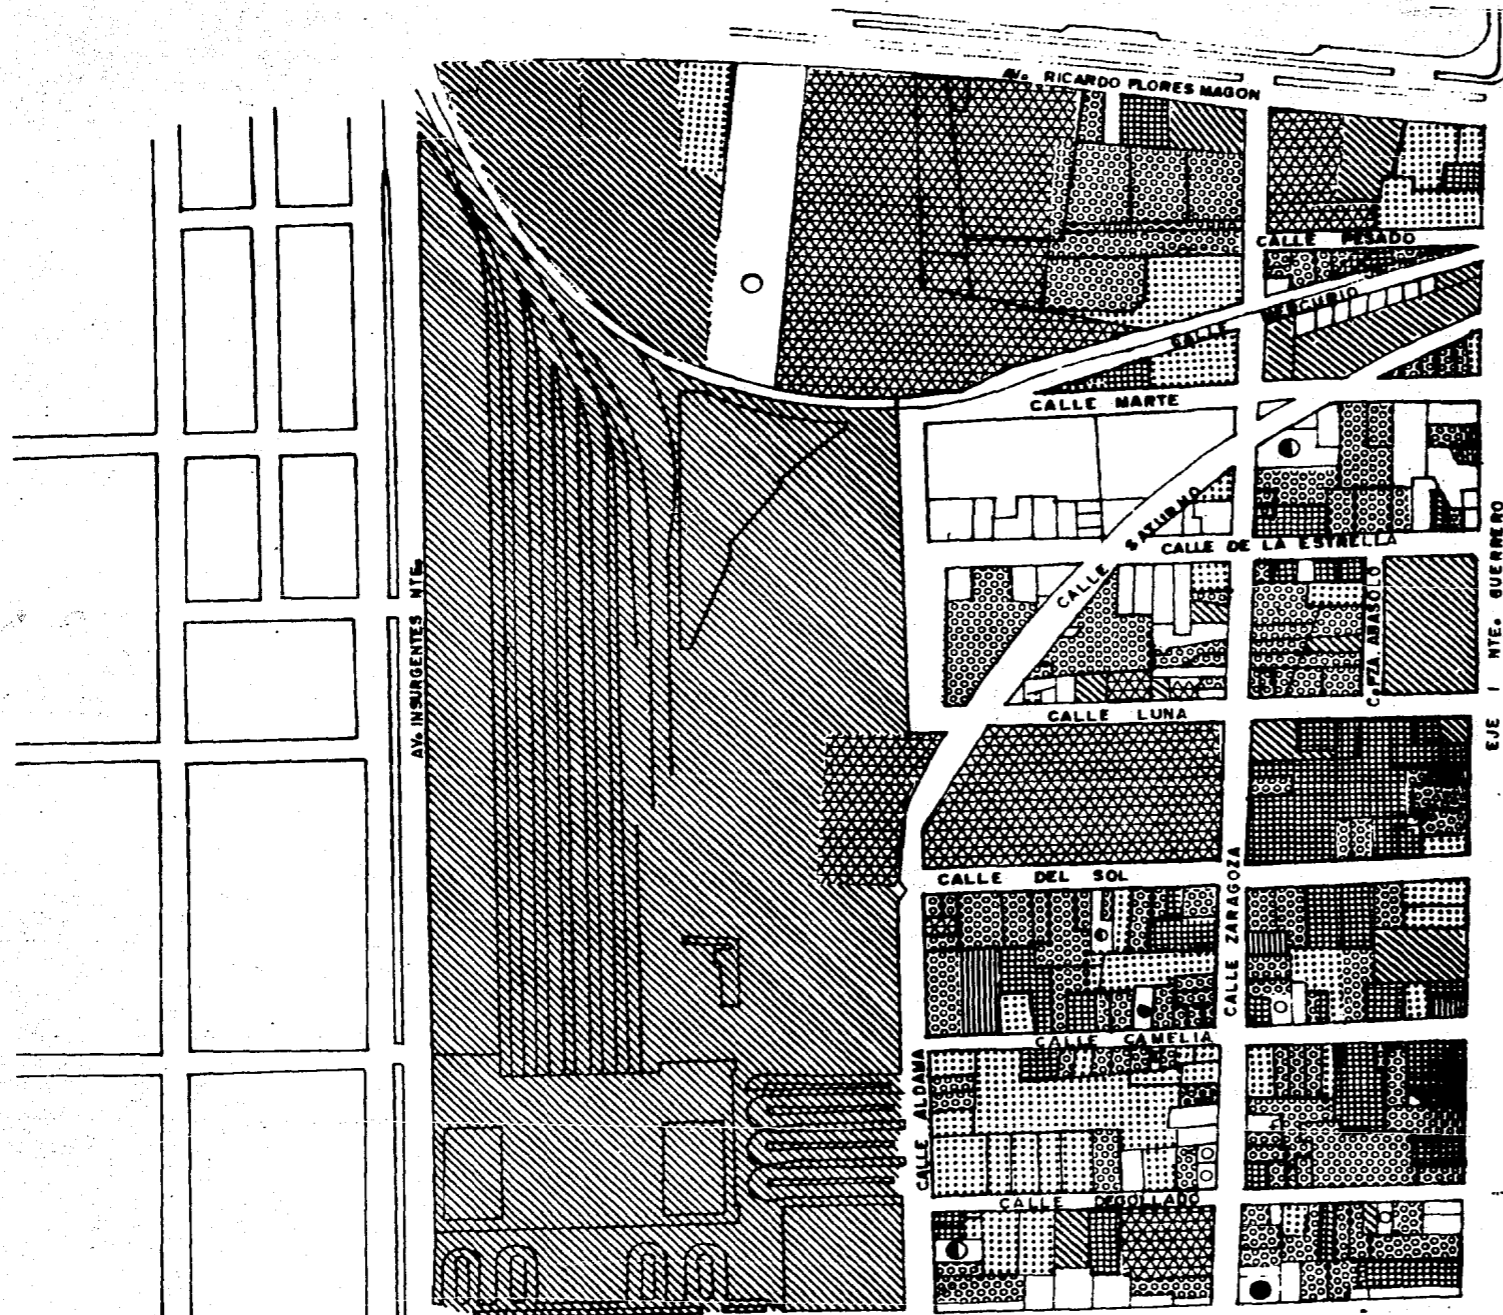 AV. RICARDO FLORES MAGON
CALLE PESADO
CALLE MERCURIO
CALLE MARTE
CALLE SATURNO
CALLE DE LA ESTRELLA
C. PZA. ABASOLO
EJE 1 NTE. GUERRERO
AV. INSURGENTES NTE.
CALLE LUNA
CALLE DEL SOL
CALLE ZARAGOZA
CALLE CAMELIA
CALLE ALDAMA
CALLE DEGOLLADO